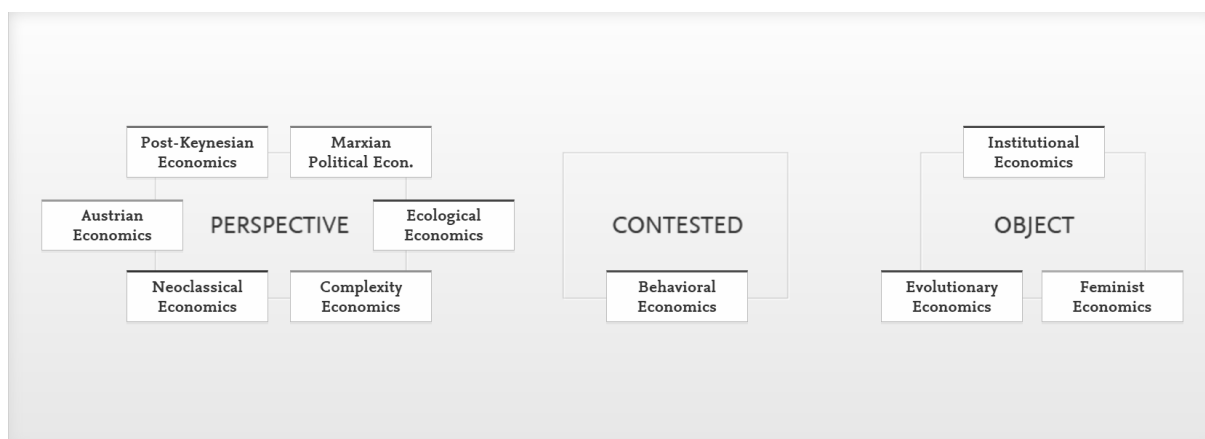 Post-Keynesian
Economics
Marxian
Political Econ.
Austrian
Economics
PERSPECTIVE
Ecological
Economics
Neoclassical
Economics
Complexity
Economics
CONTESTED
Behavioral
Economics
Institutional
Economics
OBJECT
Evolutionary
Economics
Feminist
Economics